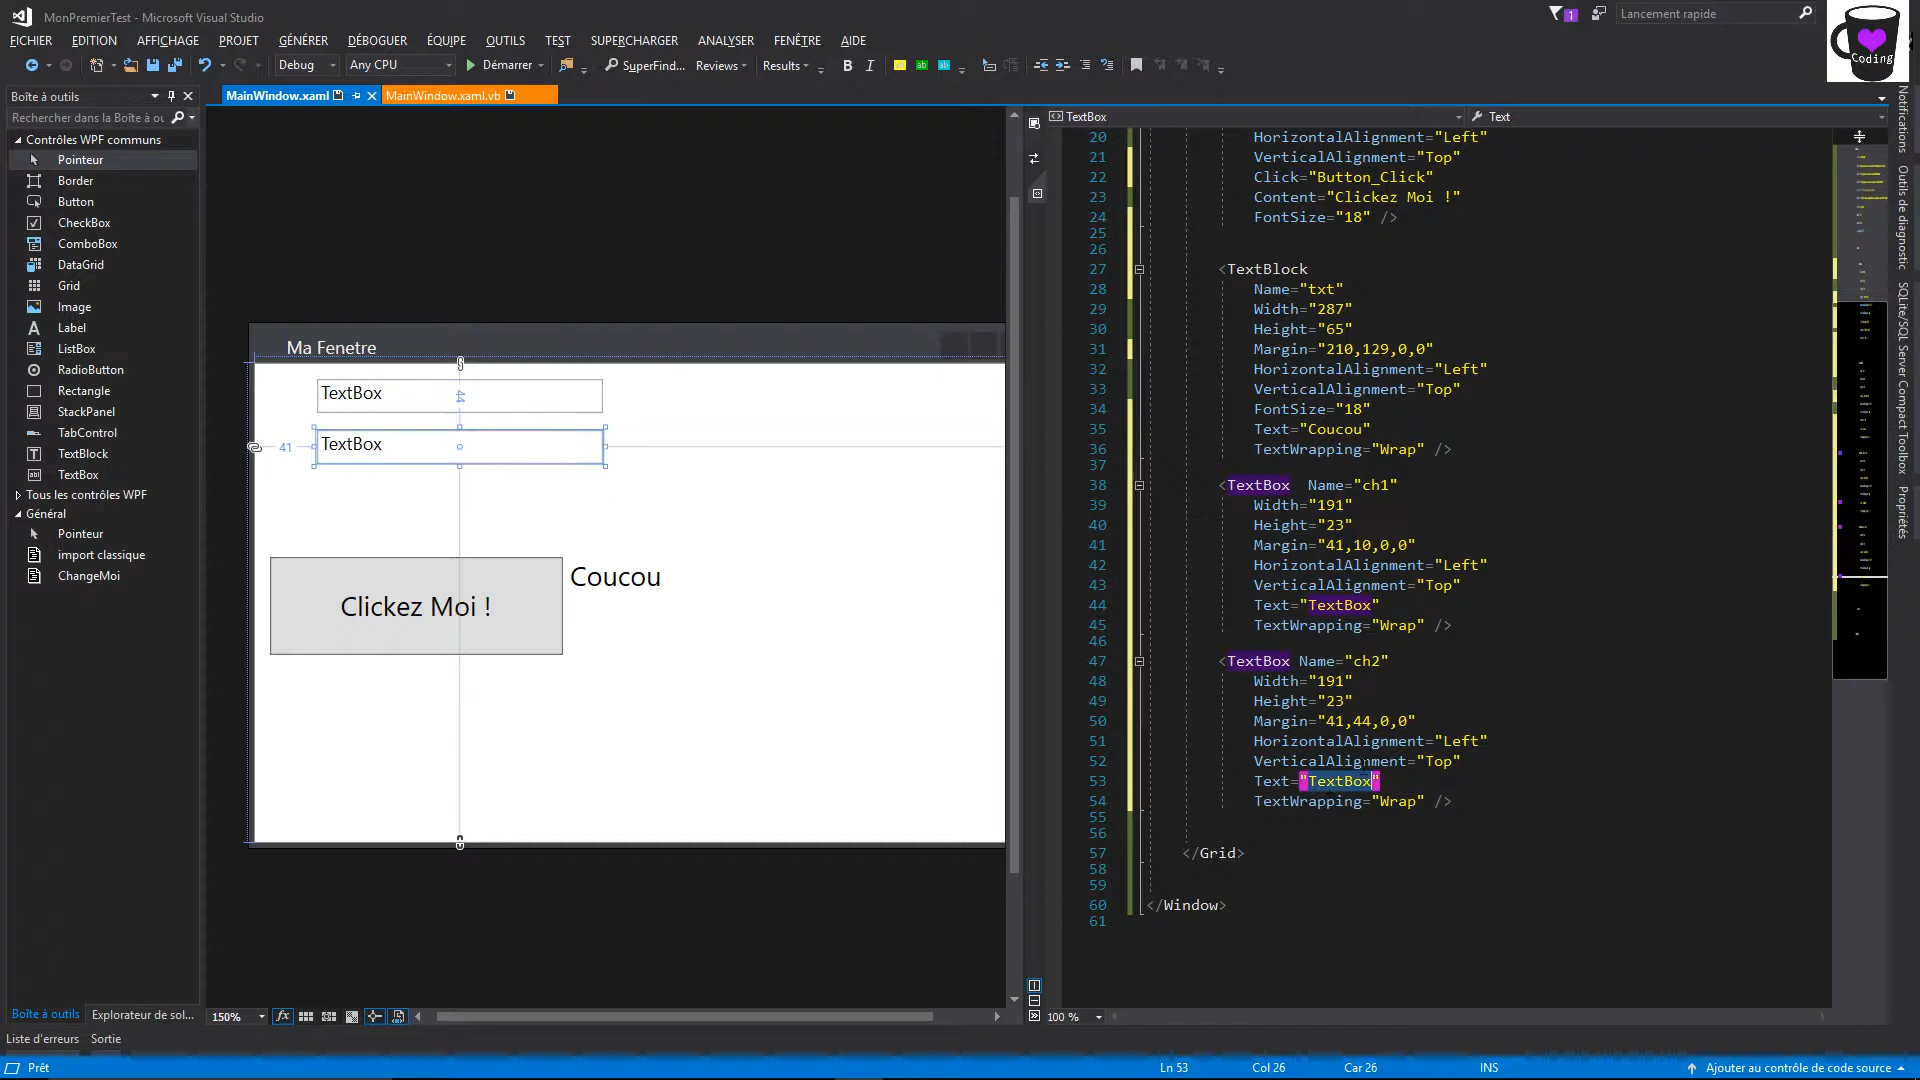 MonPremierTest - Microsoft Visual Studio
1
Lancement rapide
FICHIER EDITION AFFICHAGE PROJET GÉNÉRER DÉBOGUER ÉQUIPE OUTILS TEST SUPERCHARGER ANALYSER FENÊTRE AIDE
Coding
Debug Any CPU Démarrer SuperFind... Reviews Results B I
Boîte à outils
MainWindow.xaml MainWindow.xaml.vb
Rechercher dans la Boîte à ou
Contrôles WPF communs
Pointeur
Border
Button
CheckBox
ComboBox
DataGrid
Grid
Image
Label
ListBox
RadioButton
Rectangle
StackPanel
TabControl
TextBlock
TextBox
Tous les contrôles WPF
Général
Pointeur
import classique
ChangeMoi
Boîte à outils Explorateur de sol...
Ma Fenetre
TextBox
44
TextBox
41
Clickez Moi !
Coucou
150%
TextBox Text
20 HorizontalAlignment="Left"
21 VerticalAlignment="Top"
22 Click="Button_Click"
23 Content="Clickez Moi !"
24 FontSize="18" />
25
26
27 <TextBlock
28 Name="txt"
29 Width="287"
30 Height="65"
31 Margin="210,129,0,0"
32 HorizontalAlignment="Left"
33 VerticalAlignment="Top"
34 FontSize="18"
35 Text="Coucou"
36 TextWrapping="Wrap" />
37
38 <TextBox Name="ch1"
39 Width="191"
40 Height="23"
41 Margin="41,10,0,0"
42 HorizontalAlignment="Left"
43 VerticalAlignment="Top"
44 Text="TextBox"
45 TextWrapping="Wrap" />
46
47 <TextBox Name="ch2"
48 Width="191"
49 Height="23"
50 Margin="41,44,0,0"
51 HorizontalAlignment="Left"
52 VerticalAlignment="Top"
53 Text="TextBox"
54 TextWrapping="Wrap" />
55
56
57 </Grid>
58
59
60 </Window>
61
100 %
Notifications
Outils de diagnostic
SQLite/SQL Server Compact Toolbox
Propriétés
Liste d'erreurs Sortie
Prêt
Ln 53 Col 26 Car 26 INS Ajouter au contrôle de code source